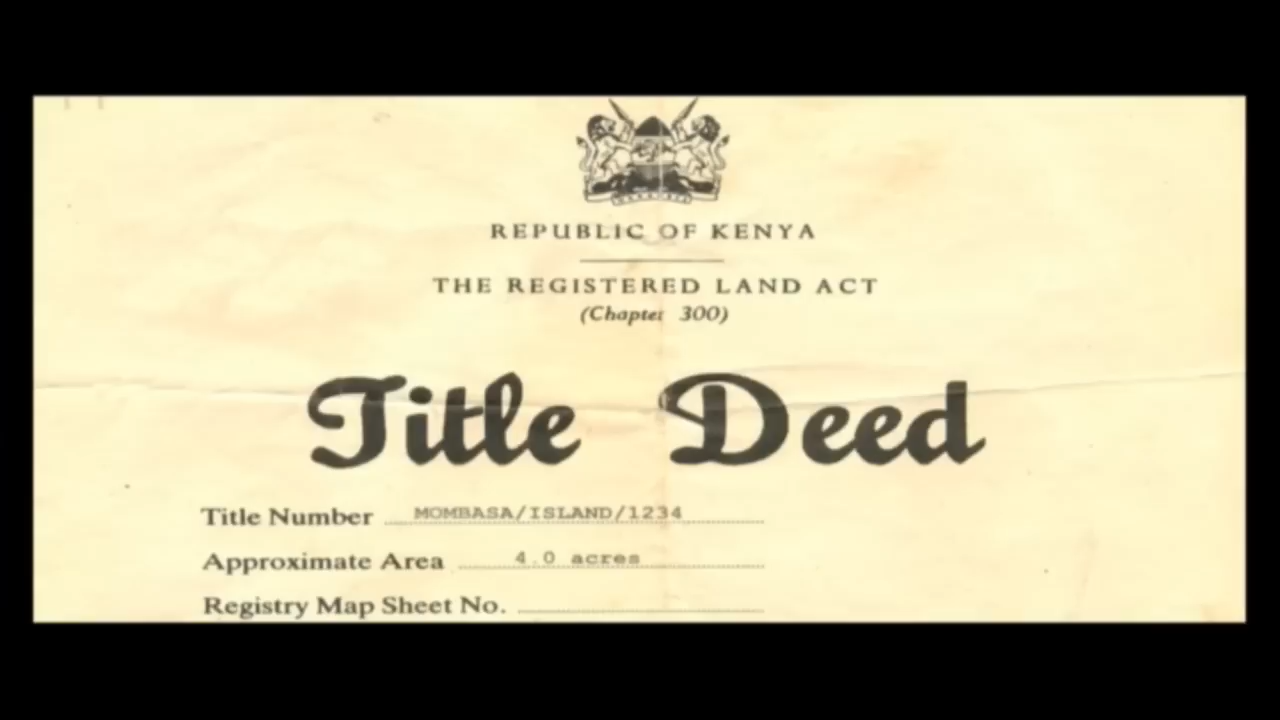 REPUBLIC OF KENYA
THE REGISTERED LAND ACT
(Chapter 300)
Title Deed
Title Number MOMBASA/ISLAND/1234
Approximate Area 4.0 acres
Registry Map Sheet No.